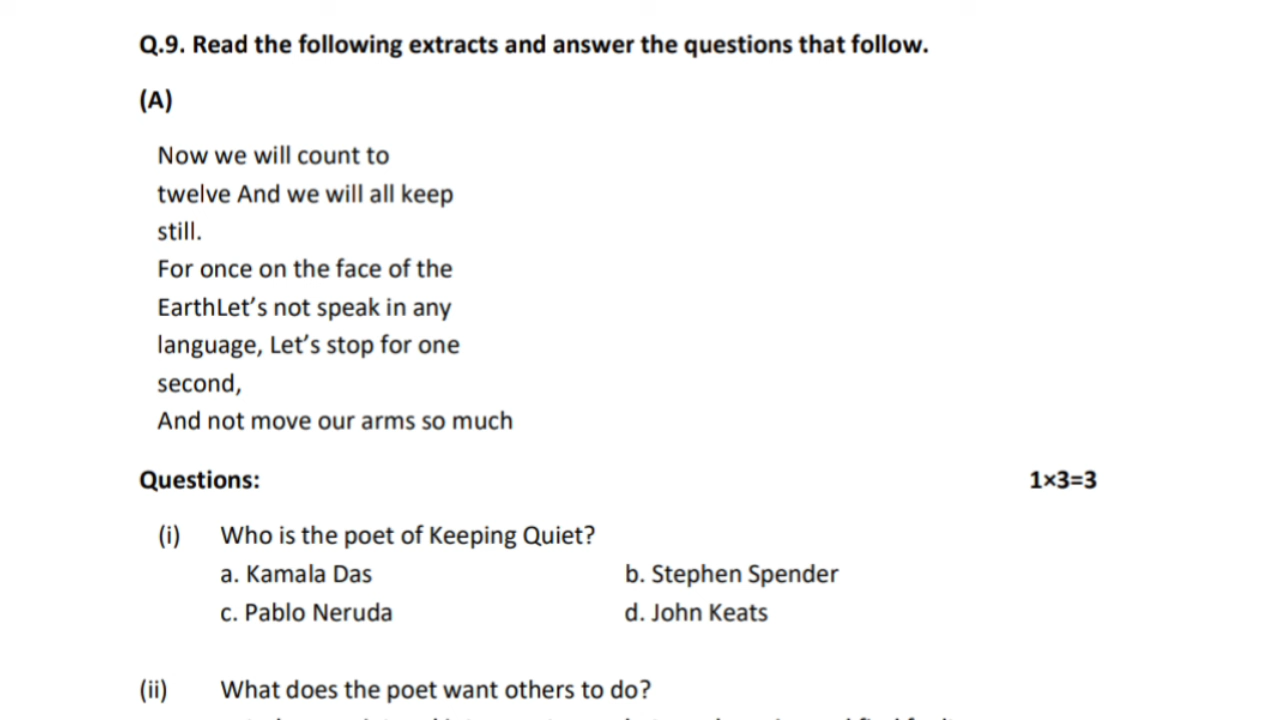 Q.9. Read the following extracts and answer the questions that follow.
(A)
Now we will count to
twelve And we will all keep
still.
For once on the face of the
EarthLet’s not speak in any
language, Let’s stop for one
second,
And not move our arms so much
Questions: 1×3=3
(i) Who is the poet of Keeping Quiet?
a. Kamala Das b. Stephen Spender
c. Pablo Neruda d. John Keats
(ii) What does the poet want others to do?